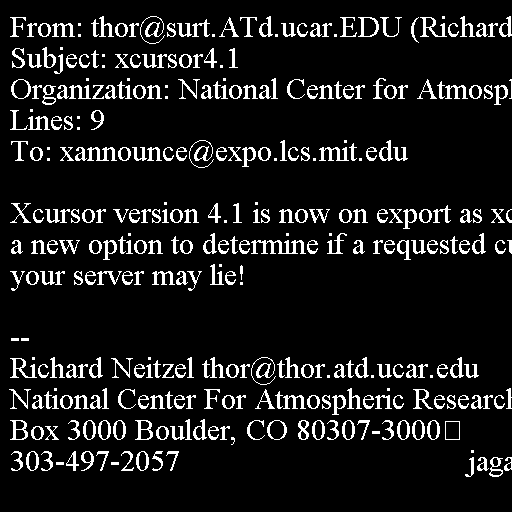 From: thor@surt.ATd.ucar.EDU (Richard
Subject: xcursor4.1
Organization: National Center for Atmosp
Lines: 9
To: xannounce@expo.lcs.mit.edu

Xcursor version 4.1 is now on export as xc
a new option to determine if a requested cu
your server may lie!

--
Richard Neitzel thor@thor.atd.ucar.edu
National Center For Atmospheric Research
Box 3000 Boulder, CO 80307-3000□
303-497-2057 jaga